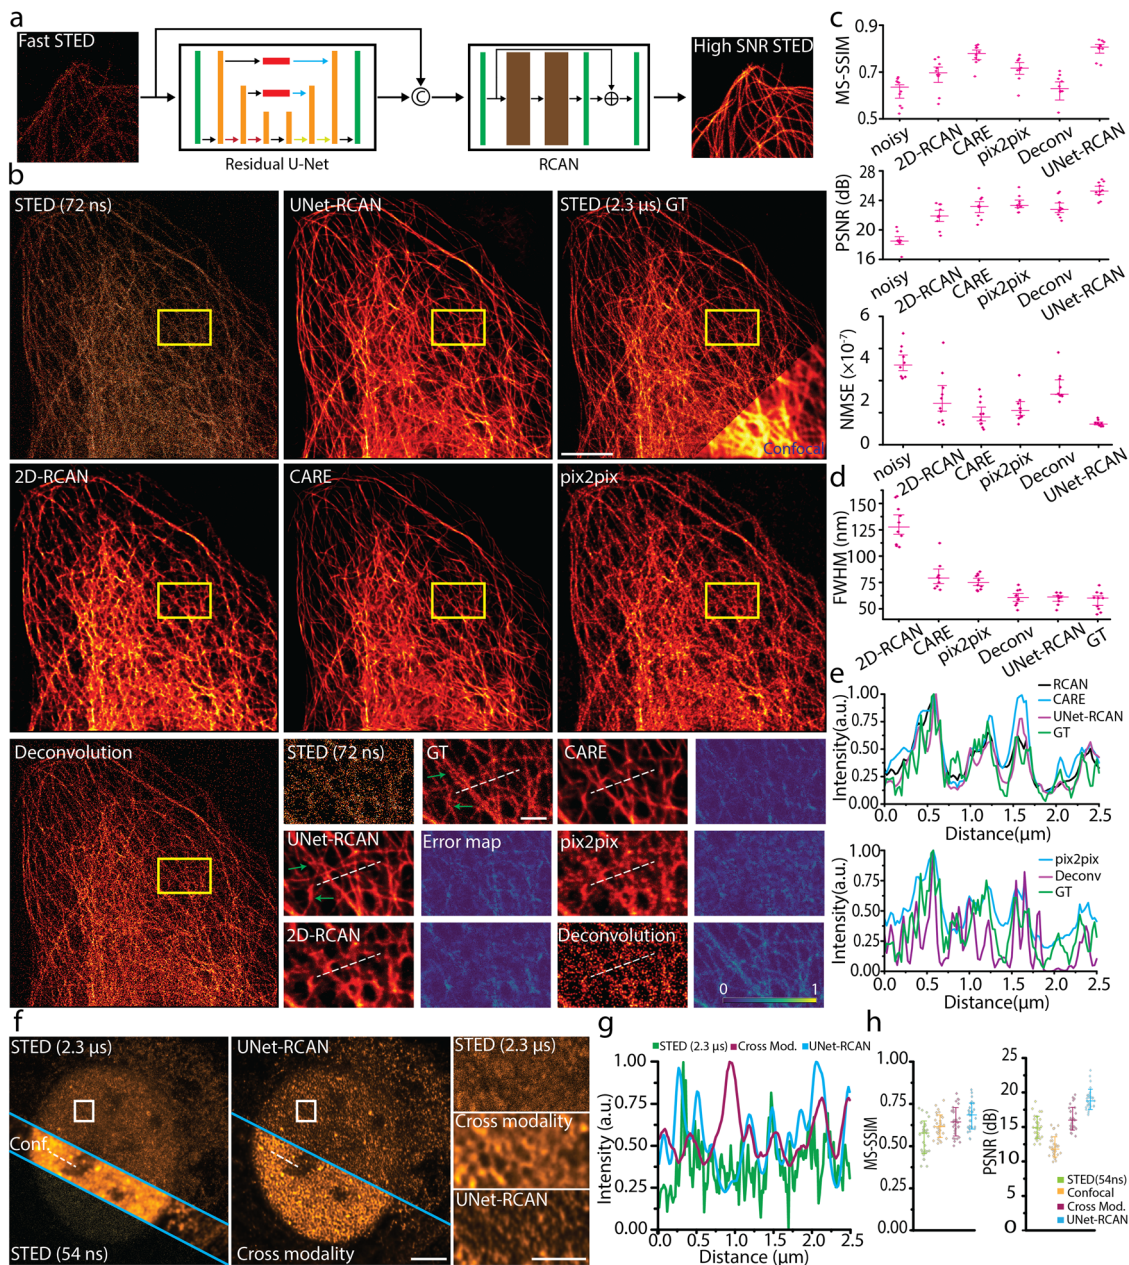 a
Fast STED
Residual U-Net
C
RCAN
High SNR STED
b
STED (72 ns)
UNet-RCAN
STED (2.3 µs) GT
Confocal
2D-RCAN
CARE
pix2pix
Deconvolution
STED (72 ns)
GT
CARE
UNet-RCAN
Error map
pix2pix
2D-RCAN
Deconvolution
0
1
c
MS-SSIM
0.9
0.7
0.5
noisy
2D-RCAN
CARE
pix2pix
Deconv
UNet-RCAN
PSNR (dB)
28
24
20
16
noisy
2D-RCAN
CARE
pix2pix
Deconv
UNet-RCAN
NMSE (×10⁻⁷)
4
2
0
noisy
2D-RCAN
CARE
pix2pix
Deconv
UNet-RCAN
d
FWHM (nm)
150
125
100
75
50
2D-RCAN
CARE
pix2pix
Deconv
UNet-RCAN
GT
e
Intensity(a.u.)
1.00
0.75
0.50
0.25
0.00
RCAN
CARE
UNet-RCAN
GT
0.0 0.5 1.0 1.5 2.0 2.5
Distance(µm)
Intensity(a.u.)
1.00
0.75
0.50
0.25
0.00
pix2pix
Deconv
GT
0.0 0.5 1.0 1.5 2.0 2.5
Distance(µm)
f
STED (2.3 µs)
Conf.
STED (54 ns)
UNet-RCAN
Cross modality
STED (2.3 µs)
Cross modality
UNet-RCAN
g
STED (2.3 µs) Cross Mod. UNet-RCAN
Intensity (a.u.)
1.00
0.75
0.50
0.25
0.00
0.0 0.5 1.0 1.5 2.0 2.5
Distance (µm)
h
MS-SSIM
1.00
0.75
0.50
0.25
0.00
PSNR (dB)
25
20
15
10
5
0
STED(54ns)
Confocal
Cross Mod.
UNet-RCAN